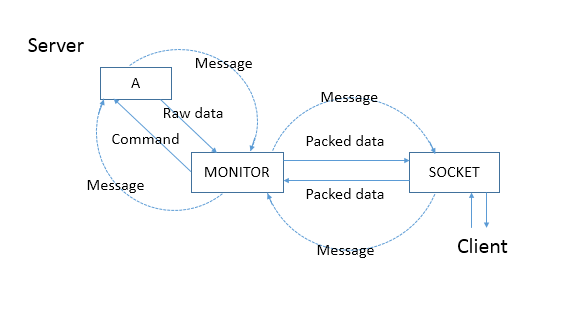 Server
Message
A
Message
Raw data
Command
Packed data
MONITOR
SOCKET
Message
Packed data
Client
Message